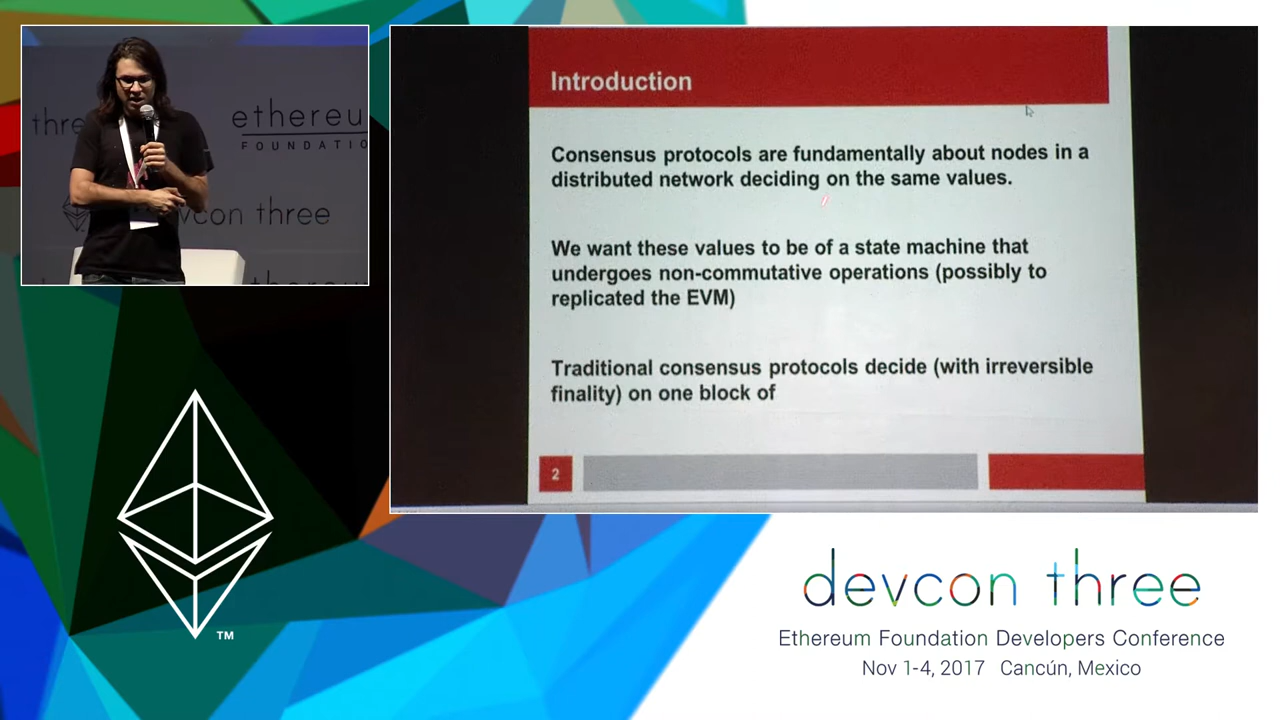 three
ethereu
FOUNDATIO
devcon three
Introduction
Consensus protocols are fundamentally about nodes in a
distributed network deciding on the same values.
We want these values to be of a state machine that
undergoes non-commutative operations (possibly to
replicated the EVM)
Traditional consensus protocols decide (with irreversible
finality) on one block of
2
TM
devcon three
Ethereum Foundation Developers Conference
Nov 1-4, 2017 Cancún, Mexico